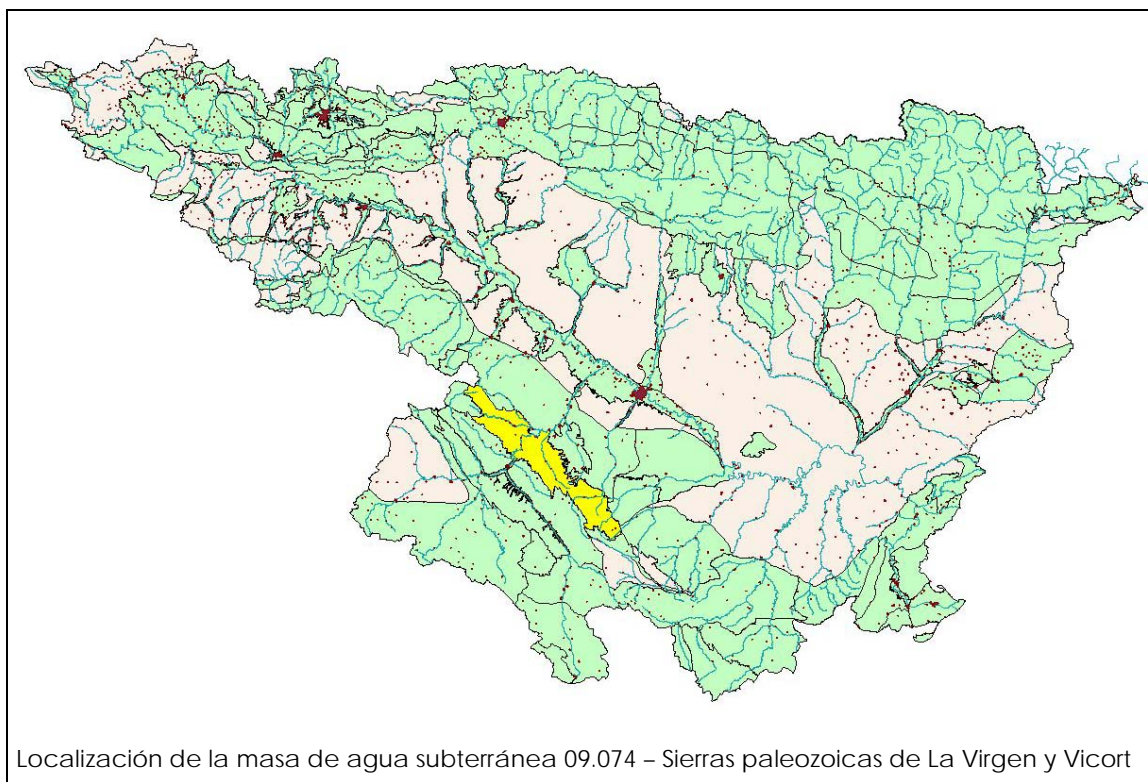 Localización de la masa de agua subterránea 09.074 – Sierras paleozoicas de La Virgen y Vicort